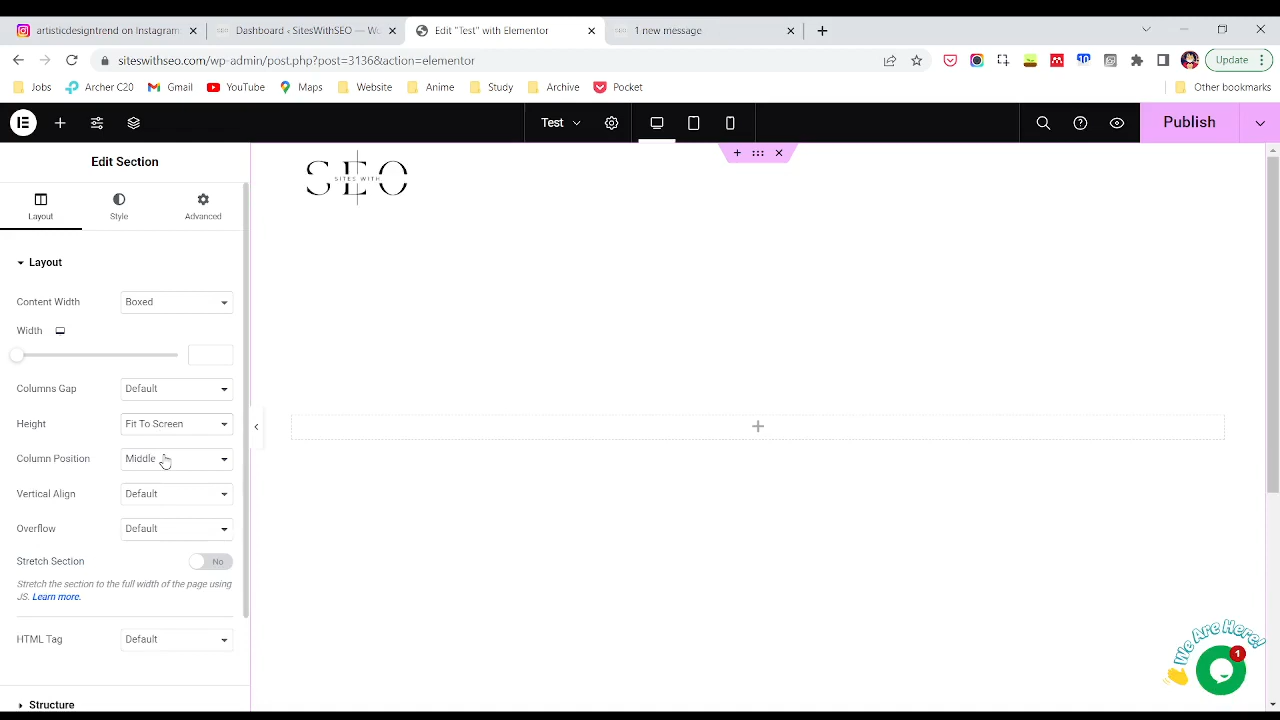 artisticdesigntrend on Instagram
Dashboard ‹ SitesWithSEO — W
Edit "Test" with Elementor
1 new message
siteswithseo.com/wp-admin/post.php?post=7636&action=elementor
Update
Jobs
Archer C20
Gmail
YouTube
Maps
Website
Anime
Study
Archive
Pocket
Other bookmarks
Test
Publish
Edit Section
SEO
SITES WITH
Layout
Style
Advanced
Layout
Content Width
Boxed
Width
Columns Gap
Default
Height
Fit To Screen
Column Position
Middle
Vertical Align
Default
Overflow
Default
Stretch Section
No
Stretch the section to the full width of the page using
JS. Learn more.
HTML Tag
Default
We Are Here!
1
Structure